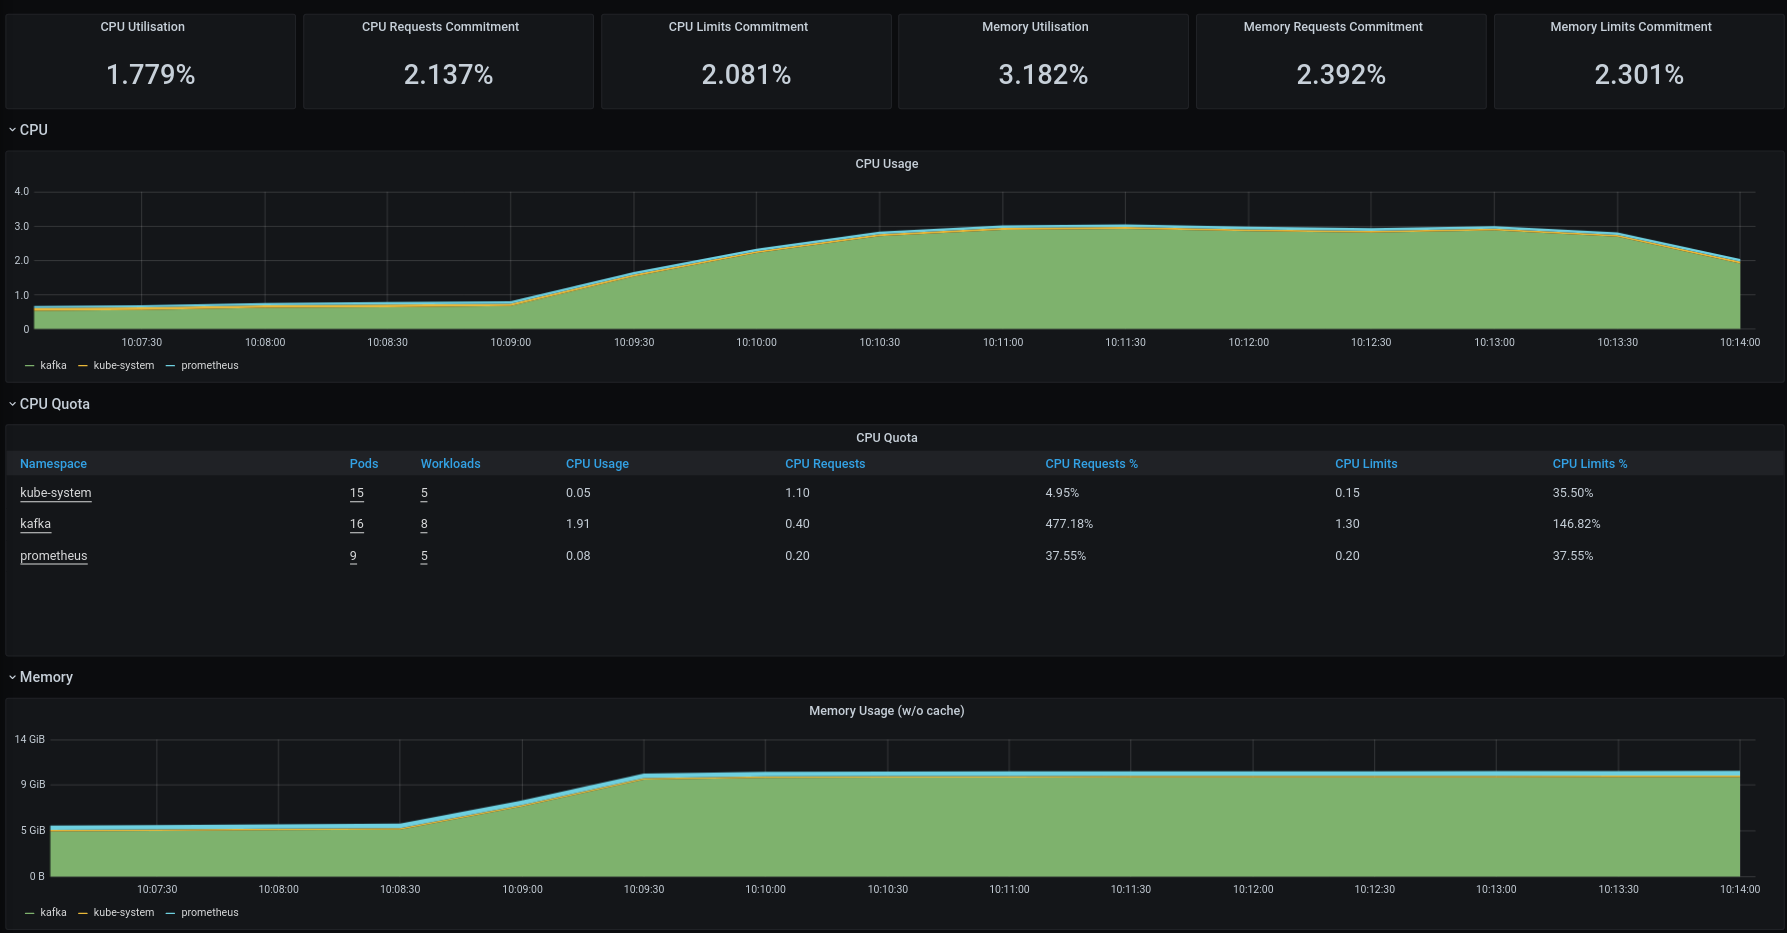 CPU Utilisation CPU Requests Commitment CPU Limits Commitment Memory Utilisation Memory Requests Commitment Memory Limits Commitment
1.779% 2.137% 2.081% 3.182% 2.392% 2.301%
CPU
CPU Usage
4.0
3.0
2.0
1.0
0
10:07:30 10:08:00 10:08:30 10:09:00 10:09:30 10:10:00 10:10:30 10:11:00 10:11:30 10:12:00 10:12:30 10:13:00 10:13:30 10:14:00
kafka kube-system prometheus
CPU Quota
CPU Quota
Namespace Pods Workloads CPU Usage CPU Requests CPU Requests % CPU Limits CPU Limits %
kube-system 15 5 0.05 1.10 4.95% 0.15 35.50%
kafka 16 8 1.91 0.40 477.18% 1.30 146.82%
prometheus 9 5 0.08 0.20 37.55% 0.20 37.55%
Memory
Memory Usage (w/o cache)
14 GiB
9 GiB
5 GiB
0 B
10:07:30 10:08:00 10:08:30 10:09:00 10:09:30 10:10:00 10:10:30 10:11:00 10:11:30 10:12:00 10:12:30 10:13:00 10:13:30 10:14:00
kafka kube-system prometheus